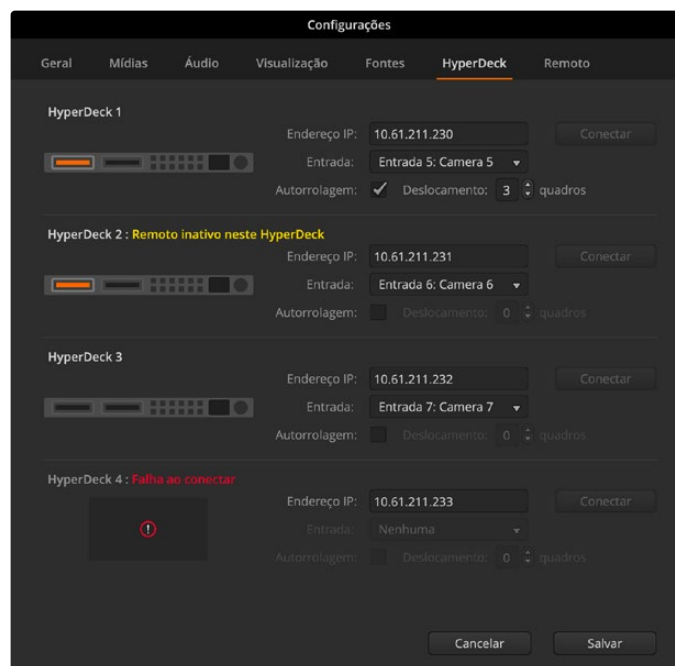 Configurações
Geral Mídias Áudio Visualização Fontes HyperDeck Remoto
HyperDeck 1
Endereço IP: 10.61.211.230 Conectar
Entrada: Entrada 5: Camera 5
Autorrolagem: Deslocamento: 3 quadros
HyperDeck 2 : Remoto inativo neste HyperDeck
Endereço IP: 10.61.211.231 Conectar
Entrada: Entrada 6: Camera 6
Autorrolagem: Deslocamento: 0 quadros
HyperDeck 3
Endereço IP: 10.61.211.232 Conectar
Entrada: Entrada 7: Camera 7
Autorrolagem: Deslocamento: 0 quadros
HyperDeck 4 : Falha ao conectar
Endereço IP: 10.61.211.233 Conectar
Entrada: Nenhuma
Autorrolagem: Deslocamento: 0 quadros
Cancelar Salvar